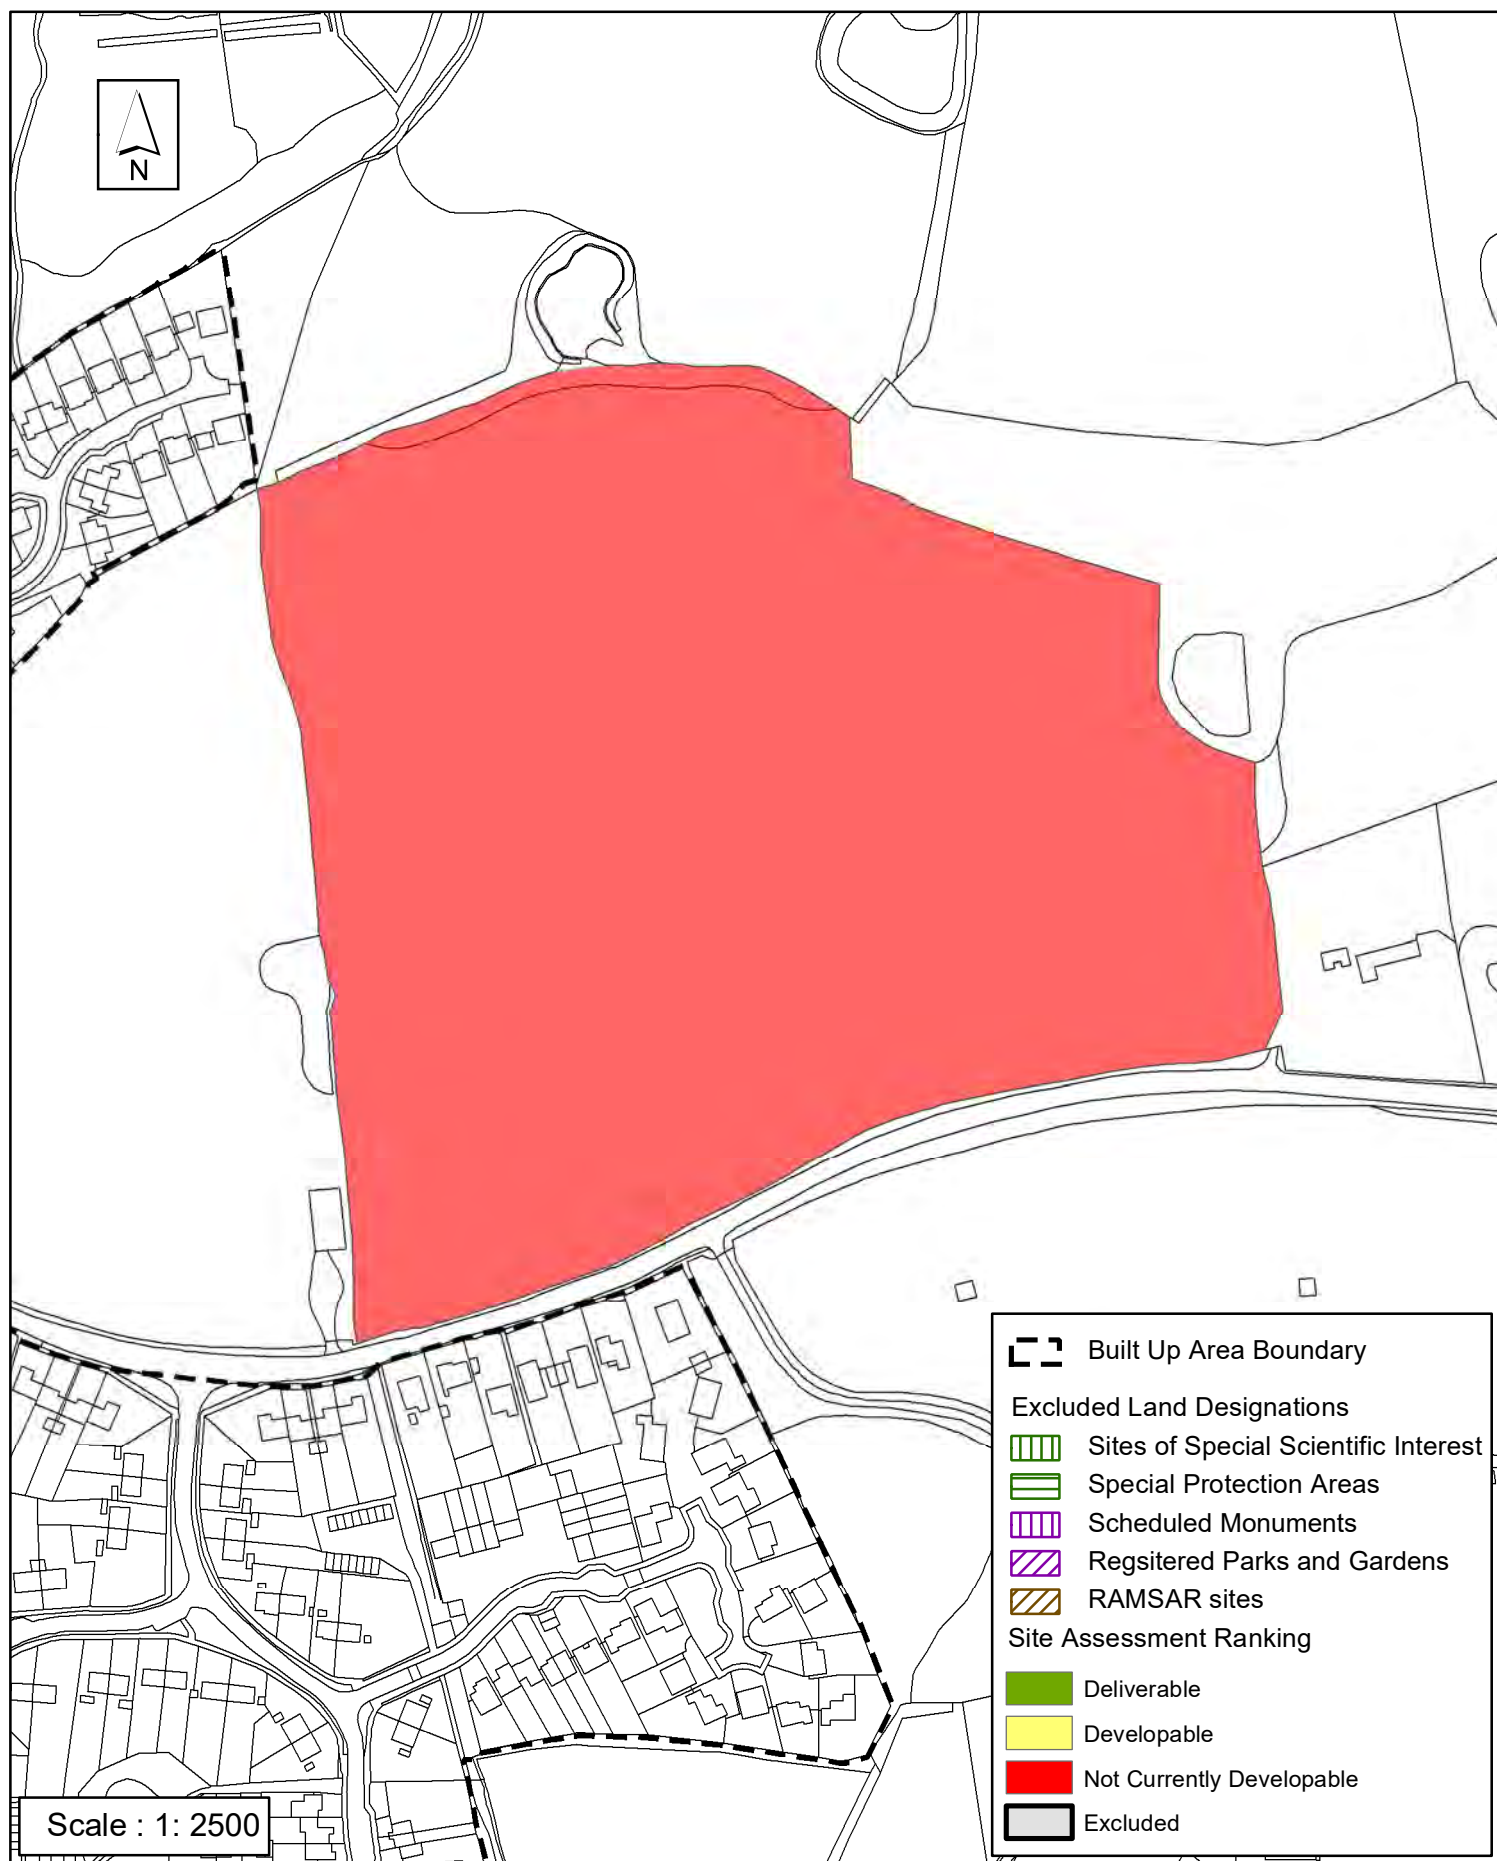 N
Built Up Area Boundary
Excluded Land Designations
Sites of Special Scientific Interest
Special Protection Areas
Scheduled Monuments
Regsitered Parks and Gardens
RAMSAR sites
Site Assessment Ranking
Deliverable
Developable
Not Currently Developable
Excluded
Scale : 1: 2500